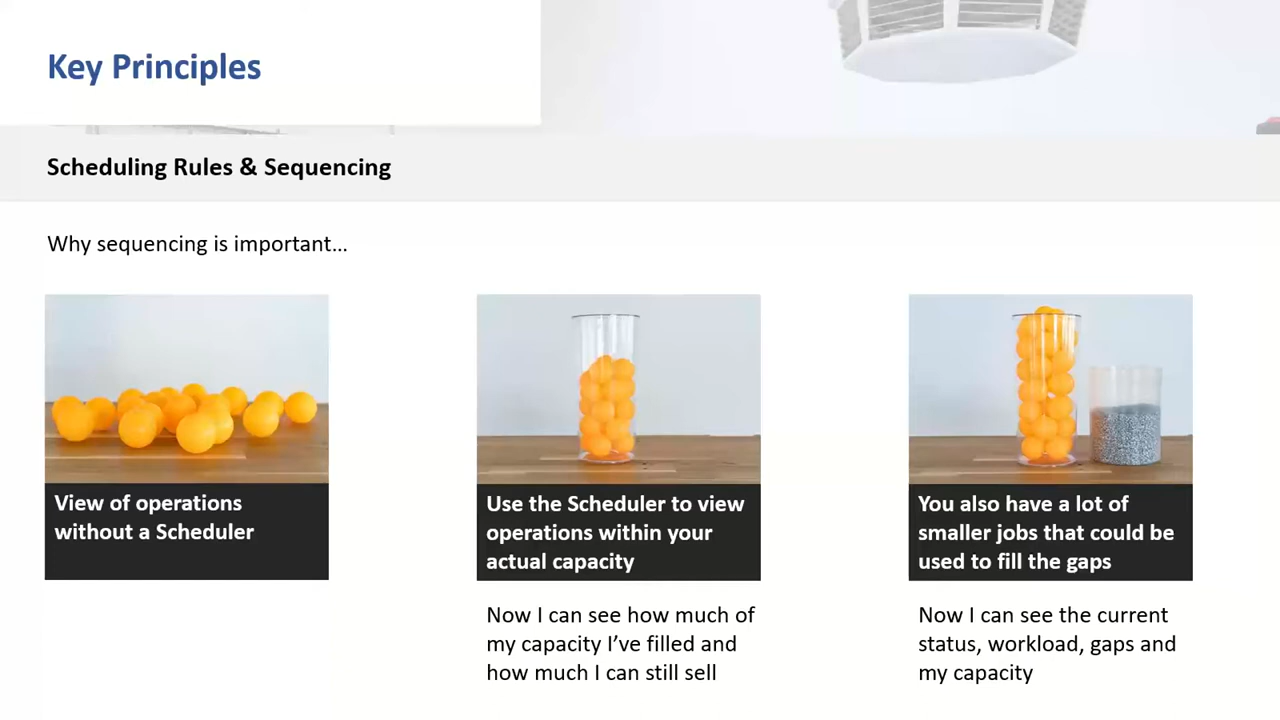 Key Principles
Scheduling Rules & Sequencing
Why sequencing is important...
View of operations
without a Scheduler
Use the Scheduler to view
operations within your
actual capacity
Now I can see how much of
my capacity I’ve filled and
how much I can still sell
You also have a lot of
smaller jobs that could be
used to fill the gaps
Now I can see the current
status, workload, gaps and
my capacity